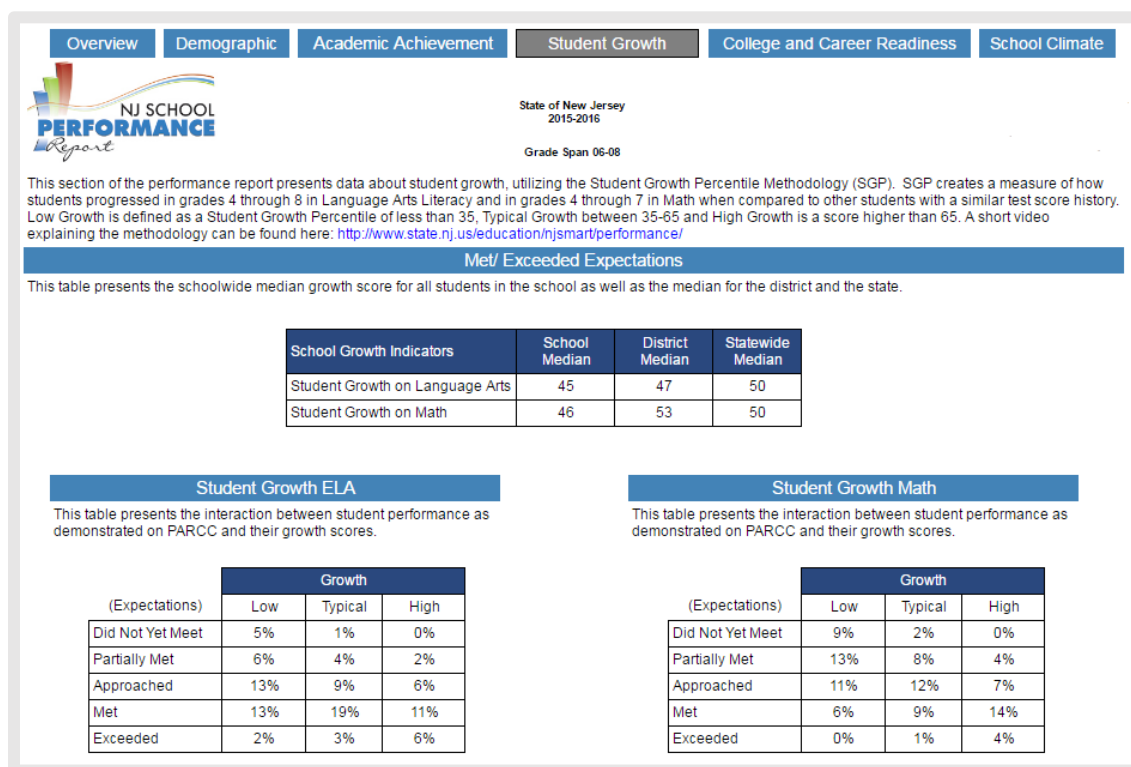 Overview Demographic Academic Achievement Student Growth College and Career Readiness School Climate
NJ SCHOOL
PERFORMANCE
Report
State of New Jersey
2015-2016
Grade Span 06-08
This section of the performance report presents data about student growth, utilizing the Student Growth Percentile Methodology (SGP). SGP creates a measure of how
students progressed in grades 4 through 8 in Language Arts Literacy and in grades 4 through 7 in Math when compared to other students with a similar test score history.
Low Growth is defined as a Student Growth Percentile of less than 35, Typical Growth between 35-65 and High Growth is a score higher than 65. A short video
explaining the methodology can be found here: http://www.state.nj.us/education/njsmart/performance/
Met/ Exceeded Expectations
This table presents the schoolwide median growth score for all students in the school as well as the median for the district and the state.
School Growth Indicators School Median District Median Statewide Median
Student Growth on Language Arts 45 47 50
Student Growth on Math 46 53 50
Student Growth ELA
This table presents the interaction between student performance as
demonstrated on PARCC and their growth scores.
Growth
(Expectations) Low Typical High
Did Not Yet Meet 5% 1% 0%
Partially Met 6% 4% 2%
Approached 13% 9% 6%
Met 13% 19% 11%
Exceeded 2% 3% 6%
Student Growth Math
This table presents the interaction between student performance as
demonstrated on PARCC and their growth scores.
Growth
(Expectations) Low Typical High
Did Not Yet Meet 9% 2% 0%
Partially Met 13% 8% 4%
Approached 11% 12% 7%
Met 6% 9% 14%
Exceeded 0% 1% 4%